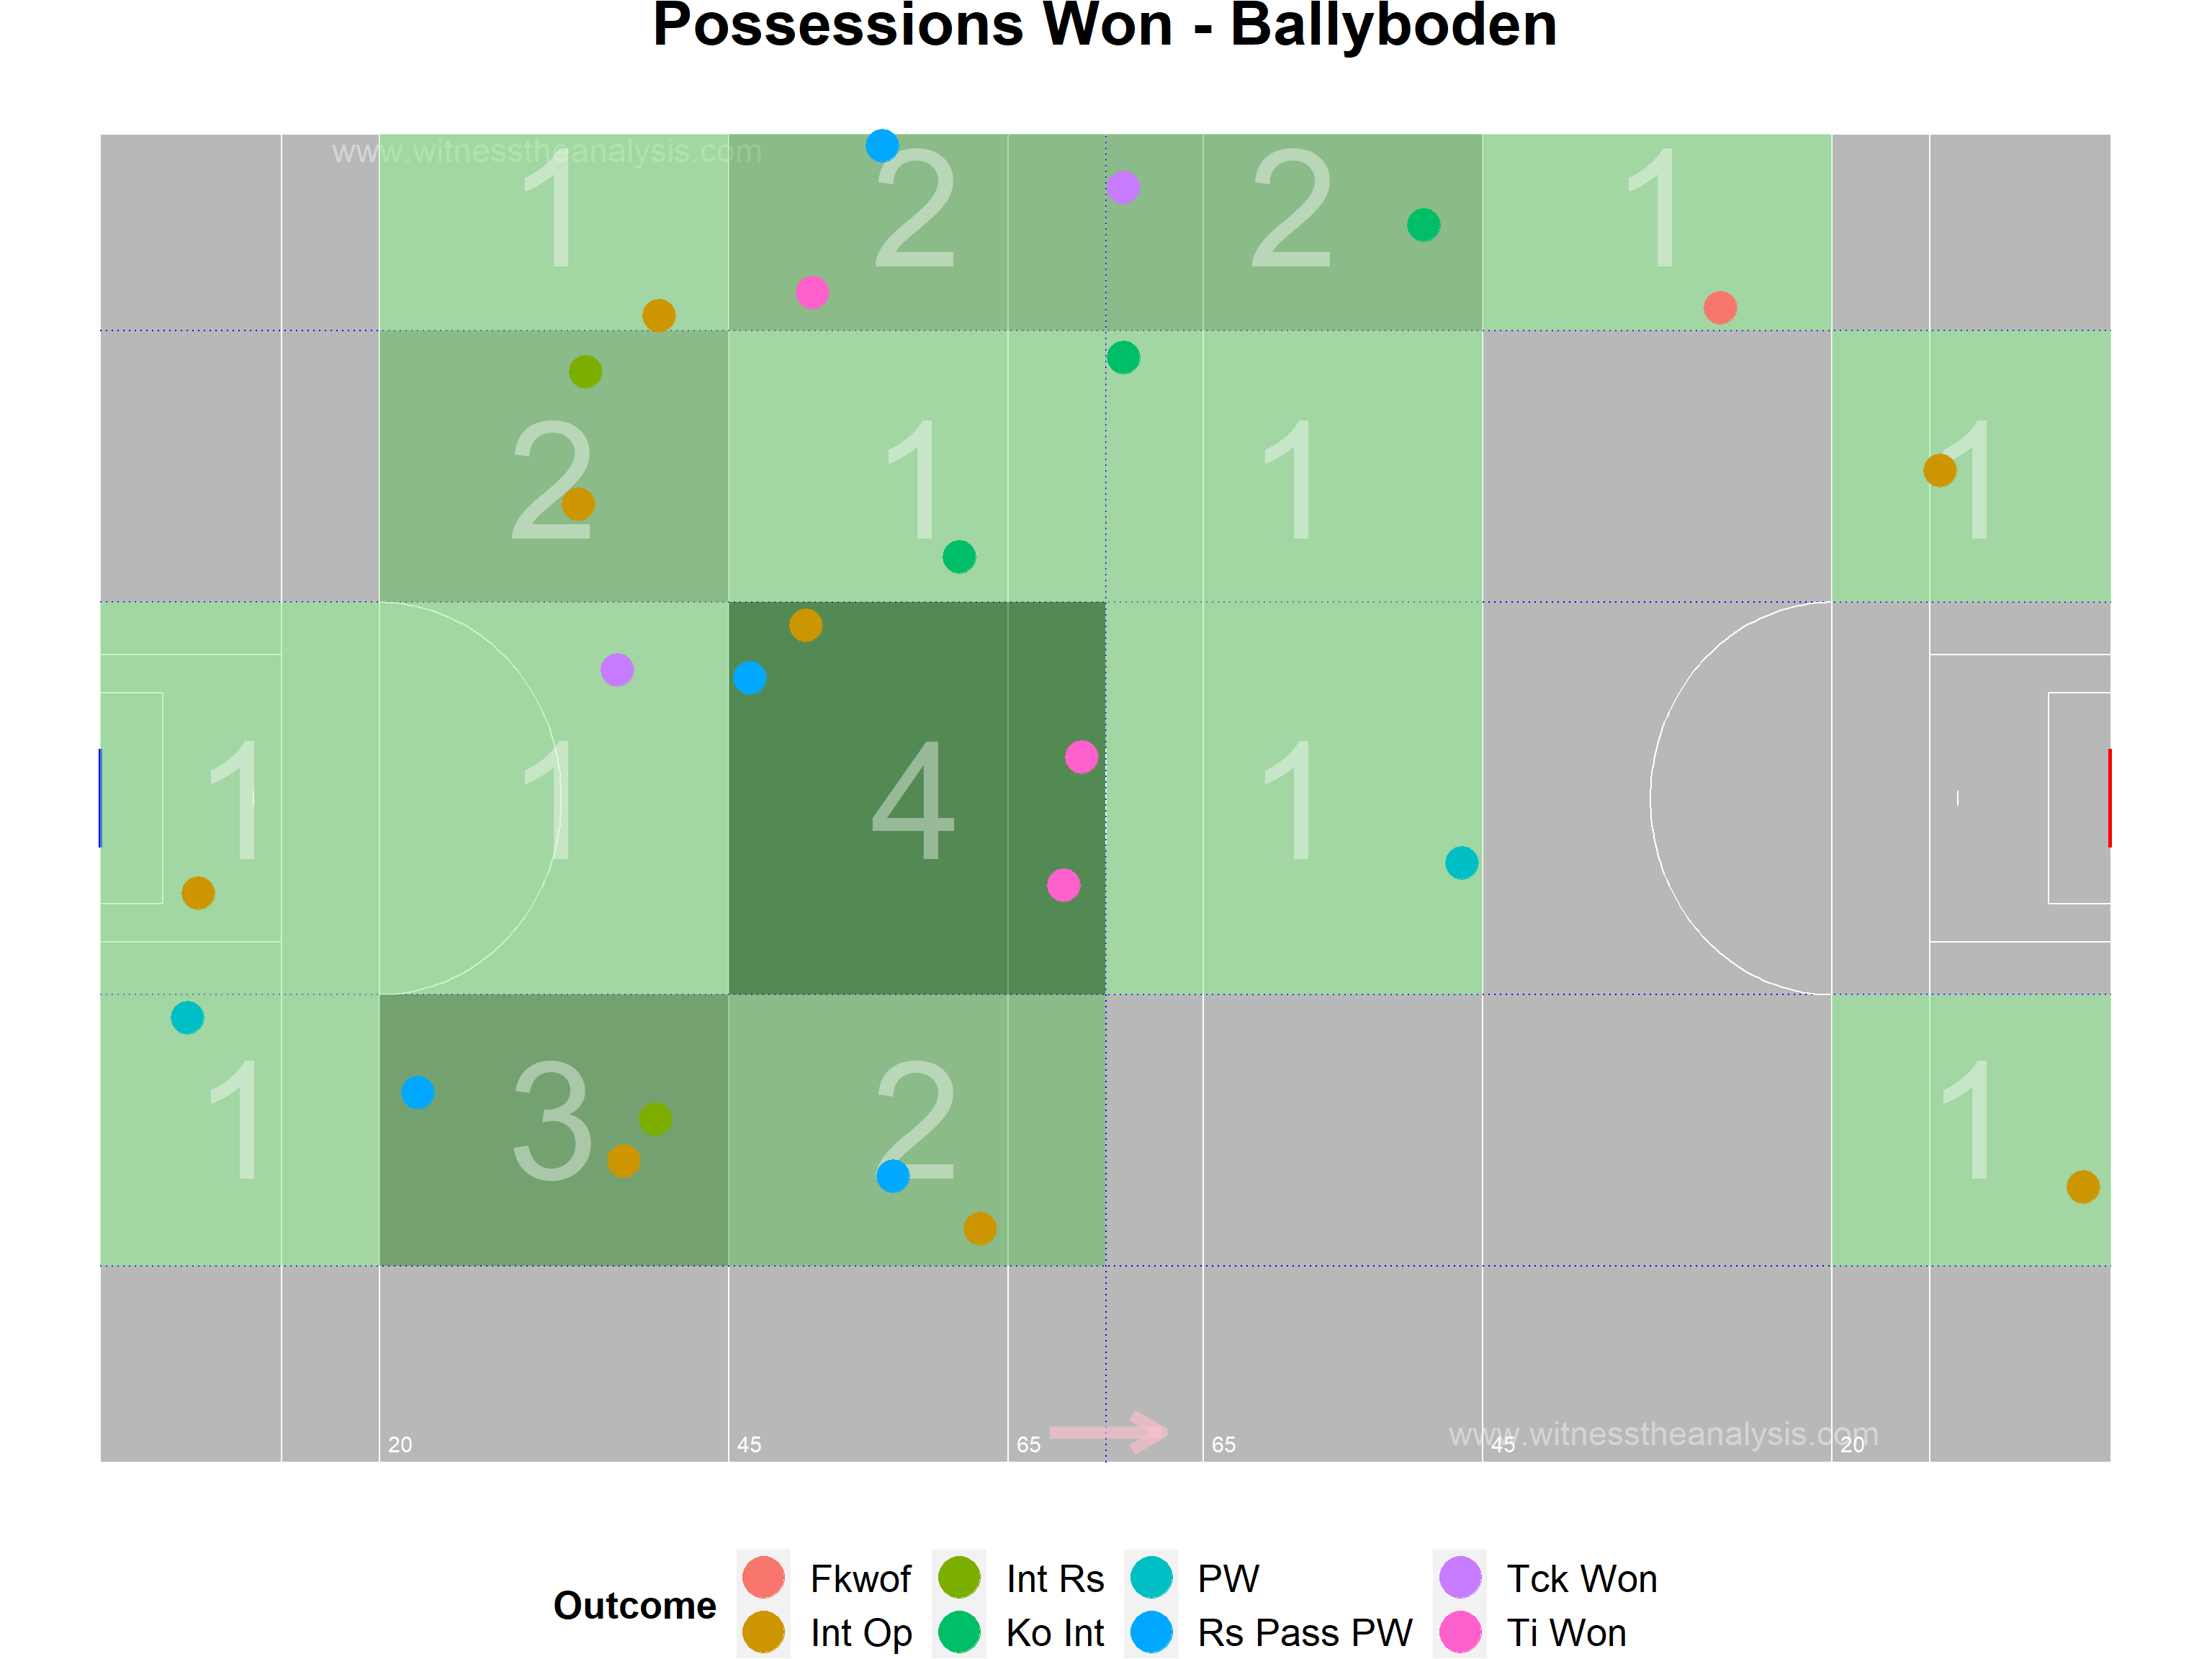 Possessions Won - Ballyboden
www.witnesstheanalysis.com
1 2 2 1
2 1 1 1
1 1 4 1
1 3 2 1
20 45 65 65 45 20
www.witnesstheanalysis.com
Outcome
Fkwof Int Rs PW Tck Won
Int Op Ko Int Rs Pass PW Ti Won